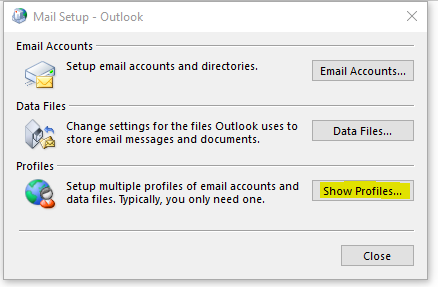 Mail Setup - Outlook
Email Accounts
Setup email accounts and directories.
Email Accounts...
Data Files
Change settings for the files Outlook uses to
store email messages and documents.
Data Files...
Profiles
Setup multiple profiles of email accounts and
data files. Typically, you only need one.
Show Profiles...
Close